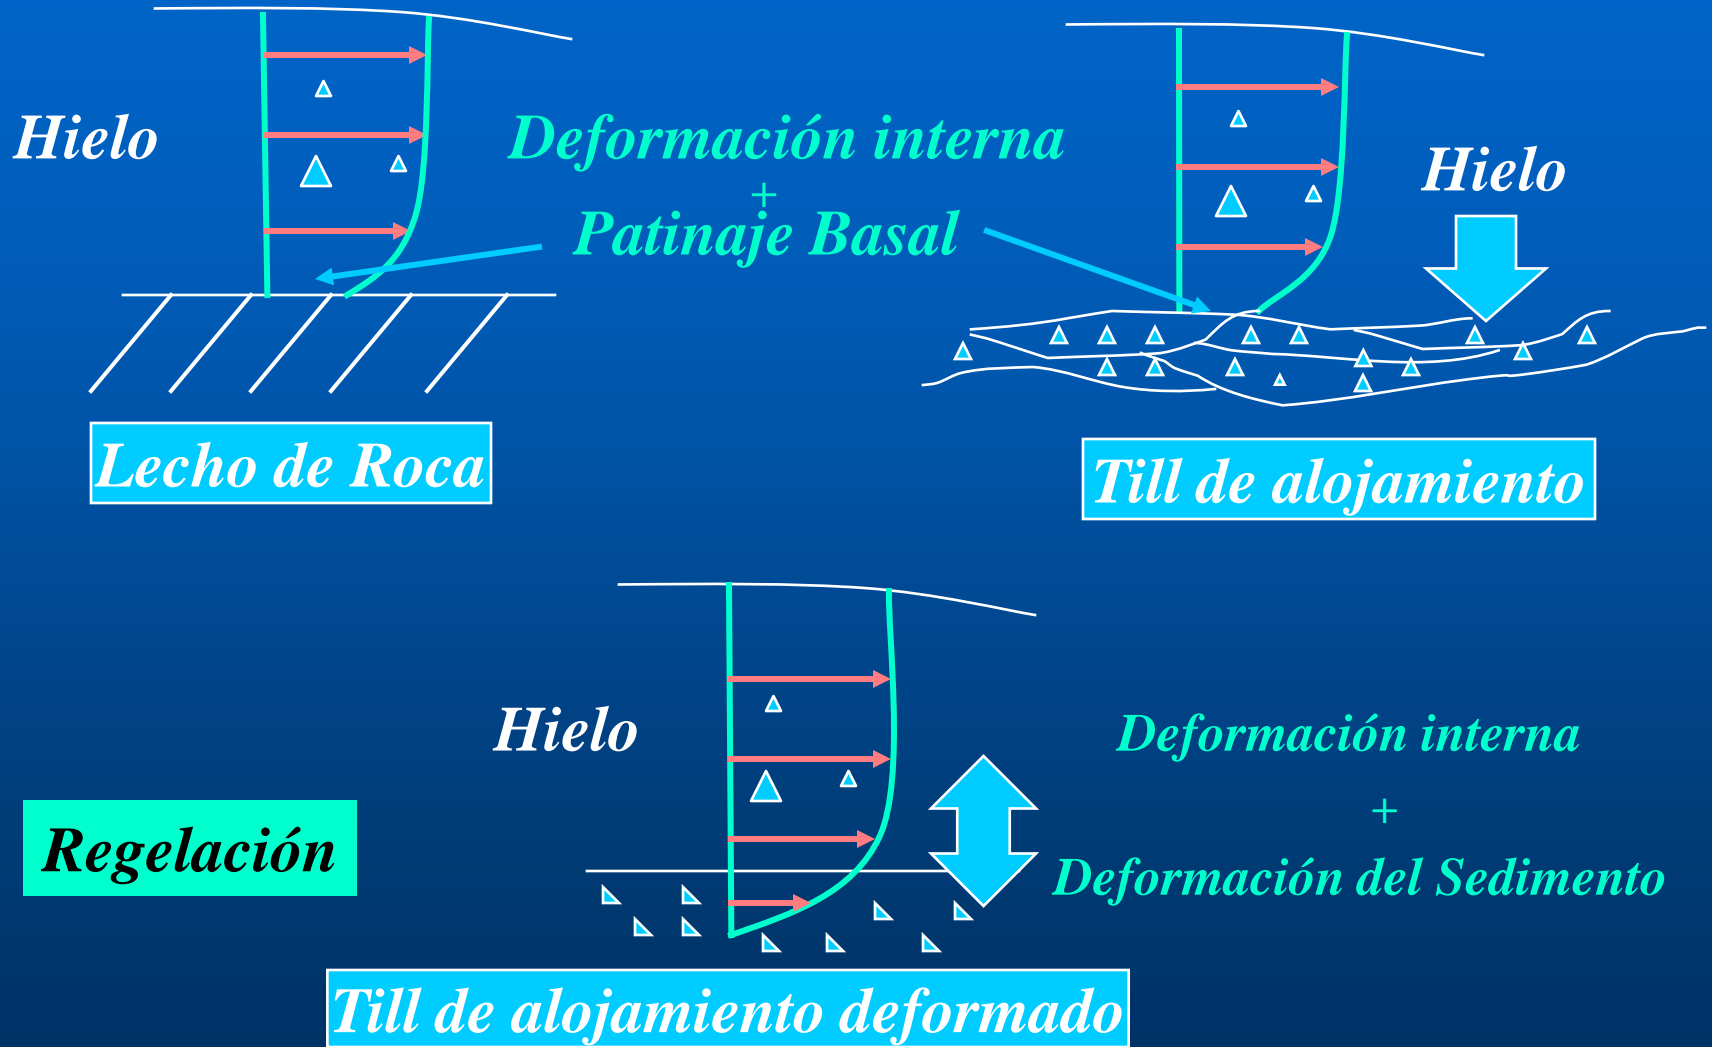 Hielo
Deformación interna
+
Patinaje Basal
Hielo
Lecho de Roca
Till de alojamiento
Hielo
Deformación interna
+
Deformación del Sedimento
Regelación
Till de alojamiento deformado